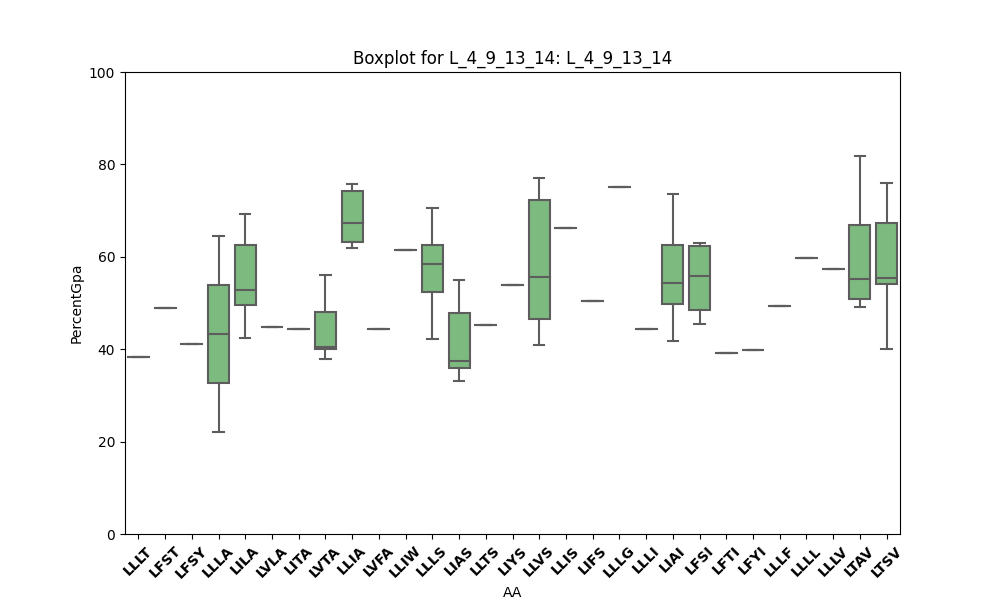 Boxplot for L_4_9_13_14: L_4_9_13_14
100
80
60
40
20
0
PercentGpa
LLLT LFST LFSY LLLA LILA LVLA LITA LVTA LLIA LVFA LLIW LLLS LIAS LLTS LIYS LLVS LLIS LIFS LLLG LLLI LIAI LFSI LFTI LFYI LLLF LLLL LLLV LTAV LTSV
AA